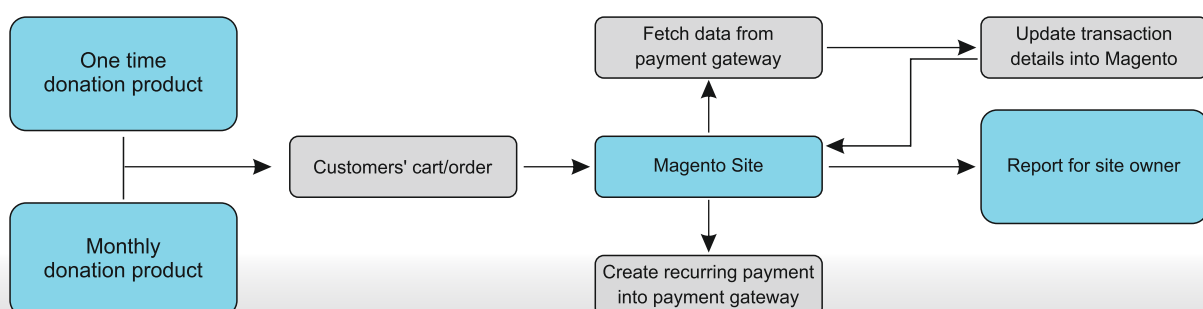 One time
donation product
Monthly
donation product
Customers' cart/order
Fetch data from
payment gateway
Magento Site
Create recurring payment
into payment gateway
Update transaction
details into Magento
Report for site owner